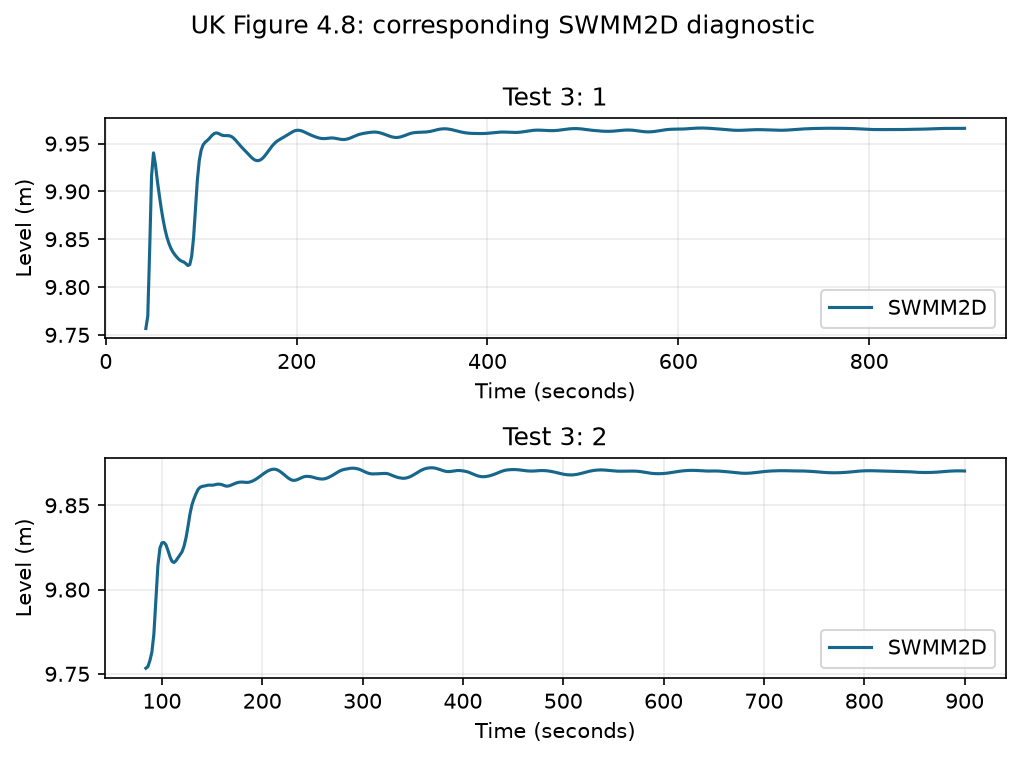 UK Figure 4.8: corresponding SWMM2D diagnostic
Test 3: 1
9.95
9.90
9.85
9.80
9.75
Level (m)
SWMM2D
0 200 400 600 800
Time (seconds)
Test 3: 2
9.85
9.80
9.75
Level (m)
SWMM2D
100 200 300 400 500 600 700 800 900
Time (seconds)